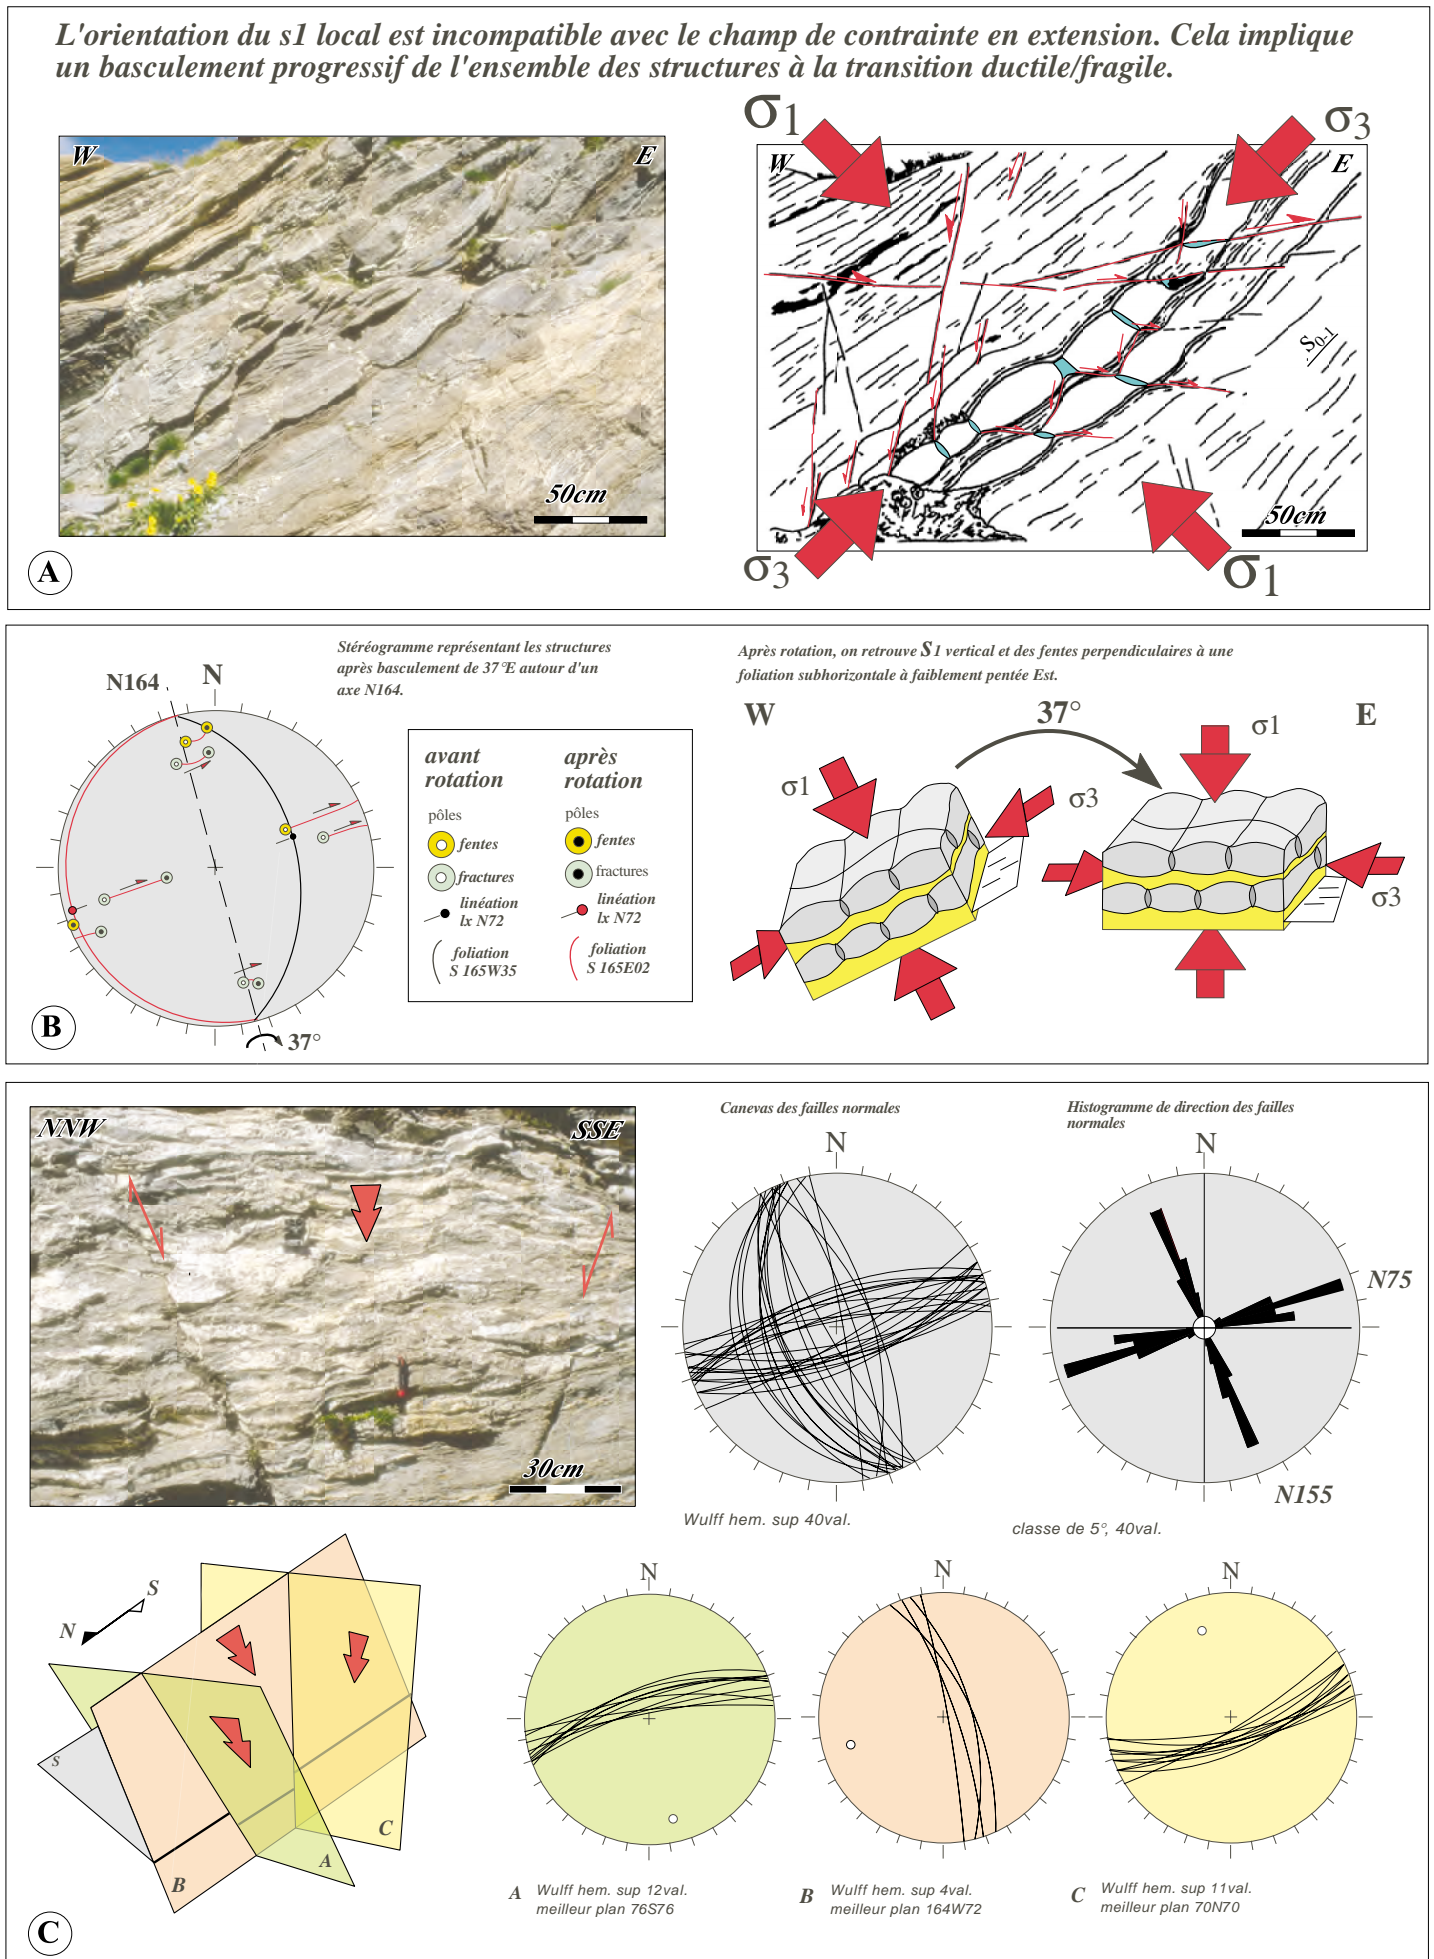 L'orientation du s1 local est incompatible avec le champ de contrainte en extension. Cela implique
un basculement progressif de l'ensemble des structures à la transition ductile/fragile.
W
E
50cm
σ1
σ3
W
E
S0-1
50cm
σ3
σ1
A
N164
N
37°
Stéréogramme représentant les structures
après basculement de 37°E autour d'un
axe N164.
avant
rotation
après
rotation
pôles
pôles
fentes
fentes
fractures
fractures
linéation
lx N72
linéation
lx N72
foliation
S 165W35
foliation
S 165E02
Après rotation, on retrouve S1 vertical et des fentes perpendiculaires à une
foliation subhorizontale à faiblement pentée Est.
W
37°
E
σ1
σ1
σ3
σ3
B
NNW
SSE
30cm
Canevas des failles normales
N
Wulff hem. sup 40val.
Histogramme de direction des failles
normales
N
N75
N155
classe de 5°, 40val.
S
N
s
B
A
C
N
A Wulff hem. sup 12val.
meilleur plan 76S76
N
B Wulff hem. sup 4val.
meilleur plan 164W72
N
C Wulff hem. sup 11val.
meilleur plan 70N70
C